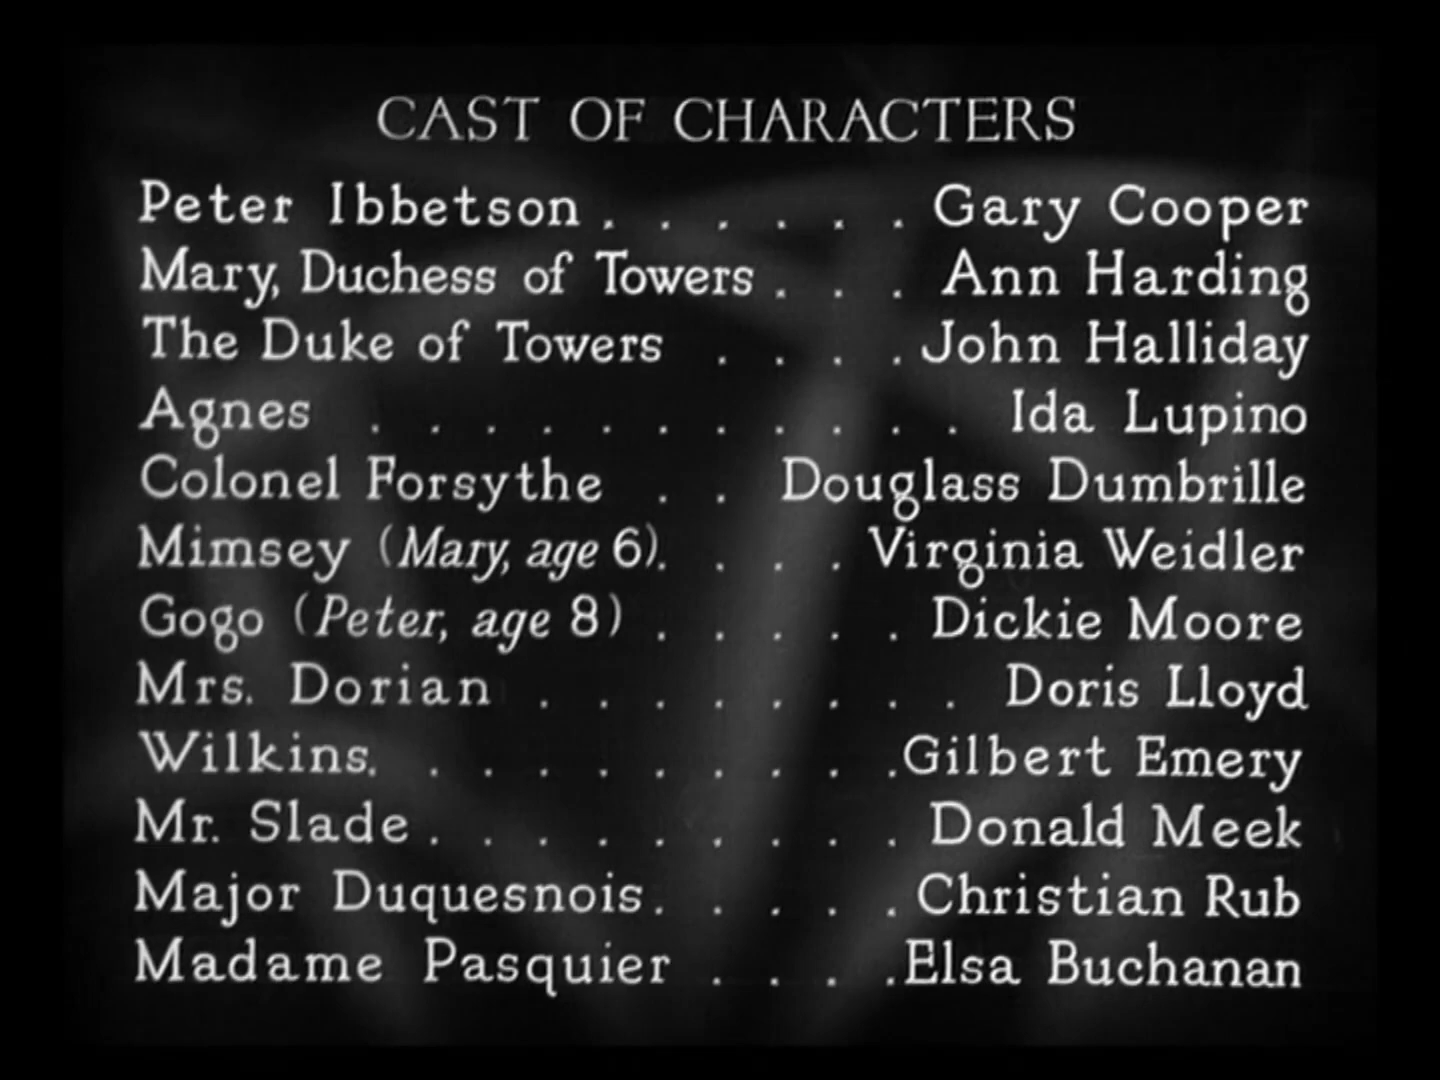 CAST OF CHARACTERS
Peter Ibbetson . . . . . . Gary Cooper
Mary, Duchess of Towers . . . Ann Harding
The Duke of Towers . . . . John Halliday
Agnes . . . . . . . . . . . Ida Lupino
Colonel Forsythe . . Douglass Dumbrille
Mimsey (Mary, age 6). . . . Virginia Weidler
Gogo (Peter, age 8) . . . . . Dickie Moore
Mrs. Dorian . . . . . . . . Doris Lloyd
Wilkins. . . . . . . . . .Gilbert Emery
Mr. Slade . . . . . . . . . Donald Meek
Major Duquesnois. . . . . Christian Rub
Madame Pasquier . . . .Elsa Buchanan